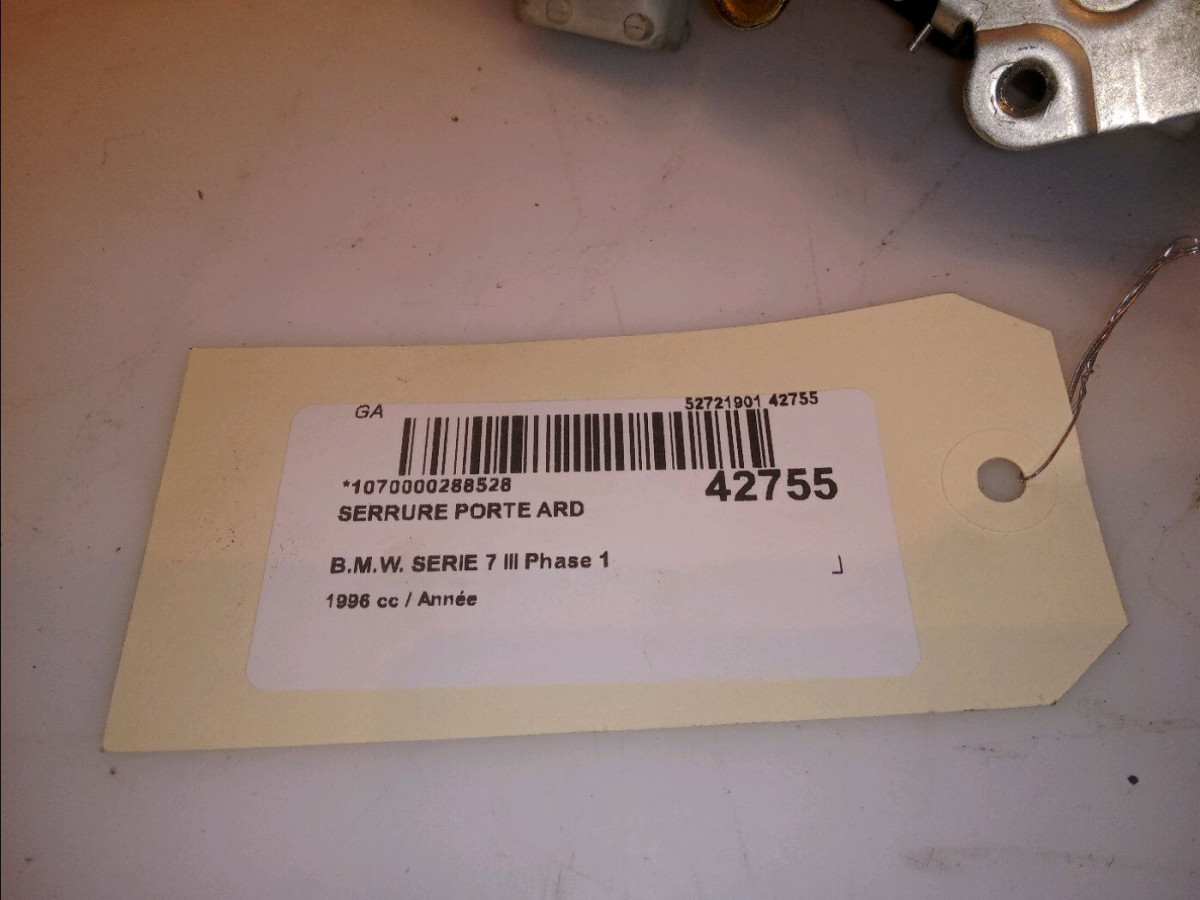 GA 52721901 42755
*1070000288528 42755
SERRURE PORTE ARD
B.M.W. SERIE 7 III Phase 1
1996 cc / Année